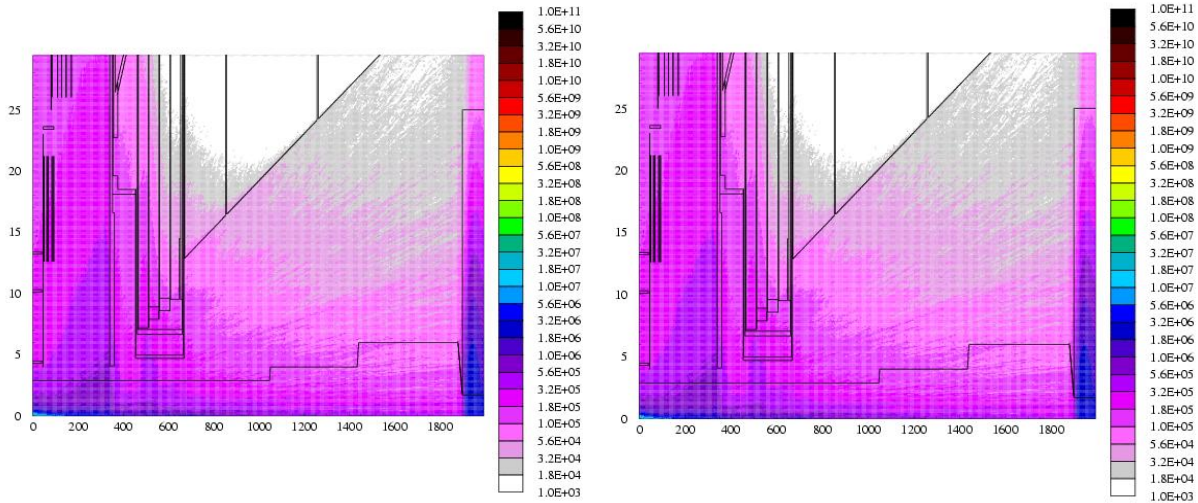 1.0E+11
5.6E+10
3.2E+10
1.8E+10
1.0E+10
5.6E+09
3.2E+09
1.8E+09
1.0E+09
5.6E+08
3.2E+08
1.8E+08
1.0E+08
5.6E+07
3.2E+07
1.8E+07
1.0E+07
5.6E+06
3.2E+06
1.8E+06
1.0E+06
5.6E+05
3.2E+05
1.8E+05
1.0E+05
5.6E+04
3.2E+04
1.8E+04
1.0E+03
25
20
15
10
5
0
0 200 400 600 800 1000 1200 1400 1600 1800
1.0E+11
5.6E+10
3.2E+10
1.8E+10
1.0E+10
5.6E+09
3.2E+09
1.8E+09
1.0E+09
5.6E+08
3.2E+08
1.8E+08
1.0E+08
5.6E+07
3.2E+07
1.8E+07
1.0E+07
5.6E+06
3.2E+06
1.8E+06
1.0E+06
5.6E+05
3.2E+05
1.8E+05
1.0E+05
5.6E+04
3.2E+04
1.8E+04
1.0E+03
25
20
15
10
5
0
0 200 400 600 800 1000 1200 1400 1600 1800